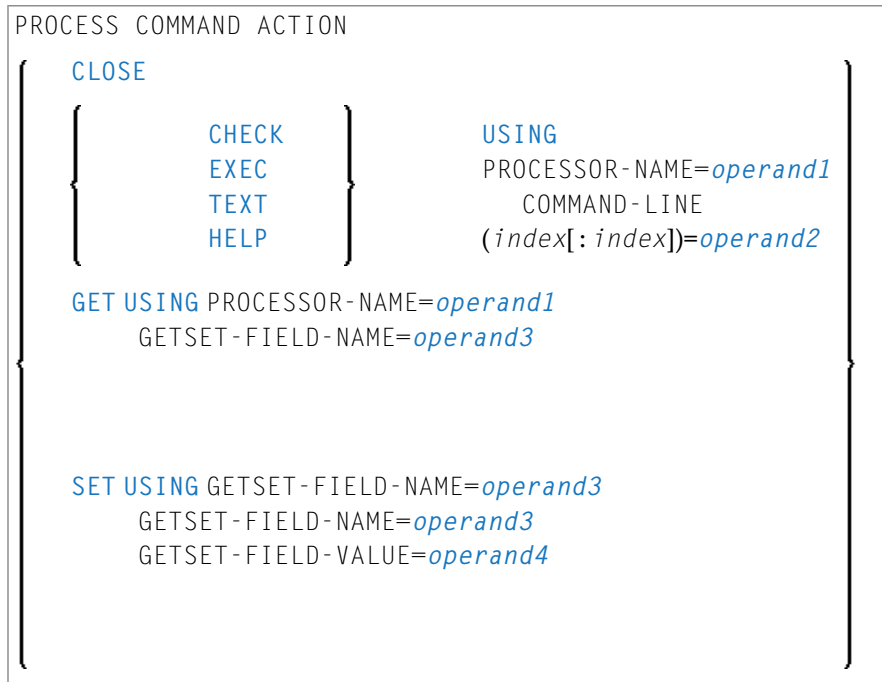 PROCESS COMMAND ACTION
CLOSE
CHECK USING
EXEC PROCESSOR-NAME=operand1
TEXT COMMAND-LINE
HELP (index[:index])=operand2
GET USING PROCESSOR-NAME=operand1
GETSET-FIELD-NAME=operand3
SET USING GETSET-FIELD-NAME=operand3
GETSET-FIELD-NAME=operand3
GETSET-FIELD-VALUE=operand4